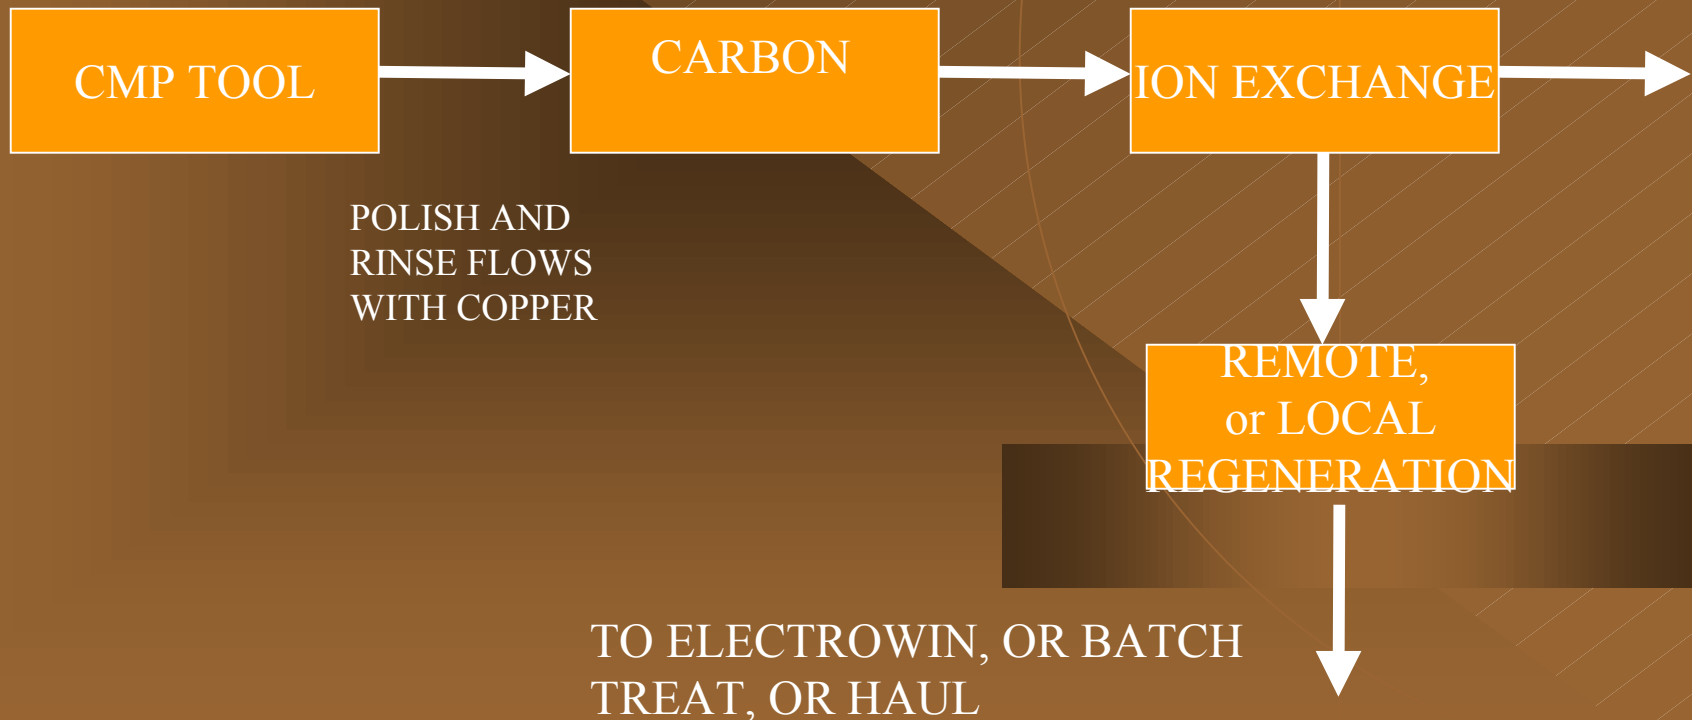 CMP TOOL
CARBON
ION EXCHANGE
POLISH AND
RINSE FLOWS
WITH COPPER
REMOTE,
or LOCAL
REGENERATION
TO ELECTROWIN, OR BATCH
TREAT, OR HAUL